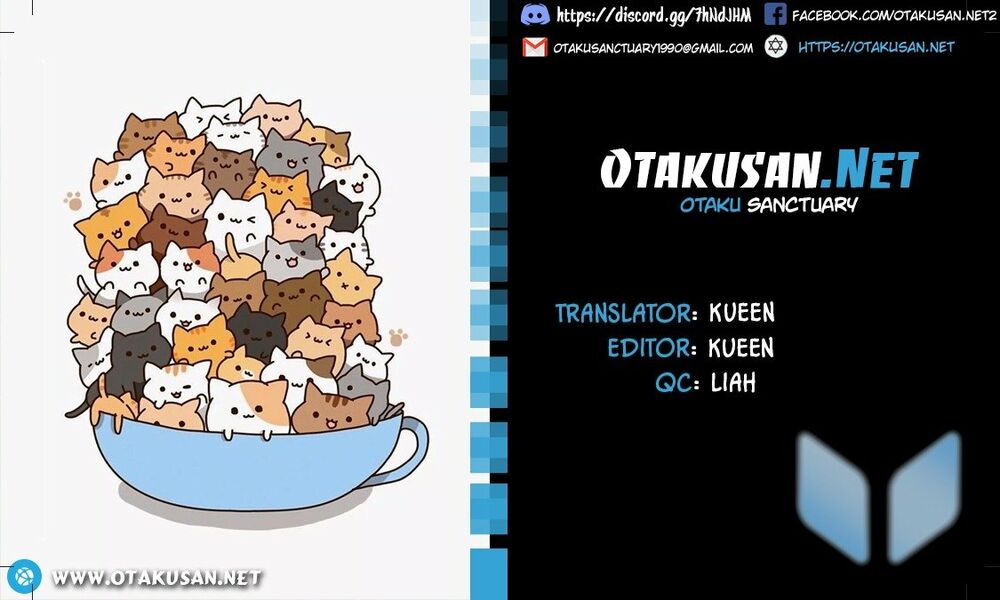 https://discord.gg/7hNdJHM
FACEBOOK.COM/OTAKUSAN.NET2
OTAKUSANCTUARY1990@GMAIL.COM
HTTPS://OTAKUSAN.NET
OTAKUSAN.NET
OTAKU SANCTUARY
TRANSLATOR: KUEEN
EDITOR: KUEEN
QC: LIAH
WWW.OTAKUSAN.NET